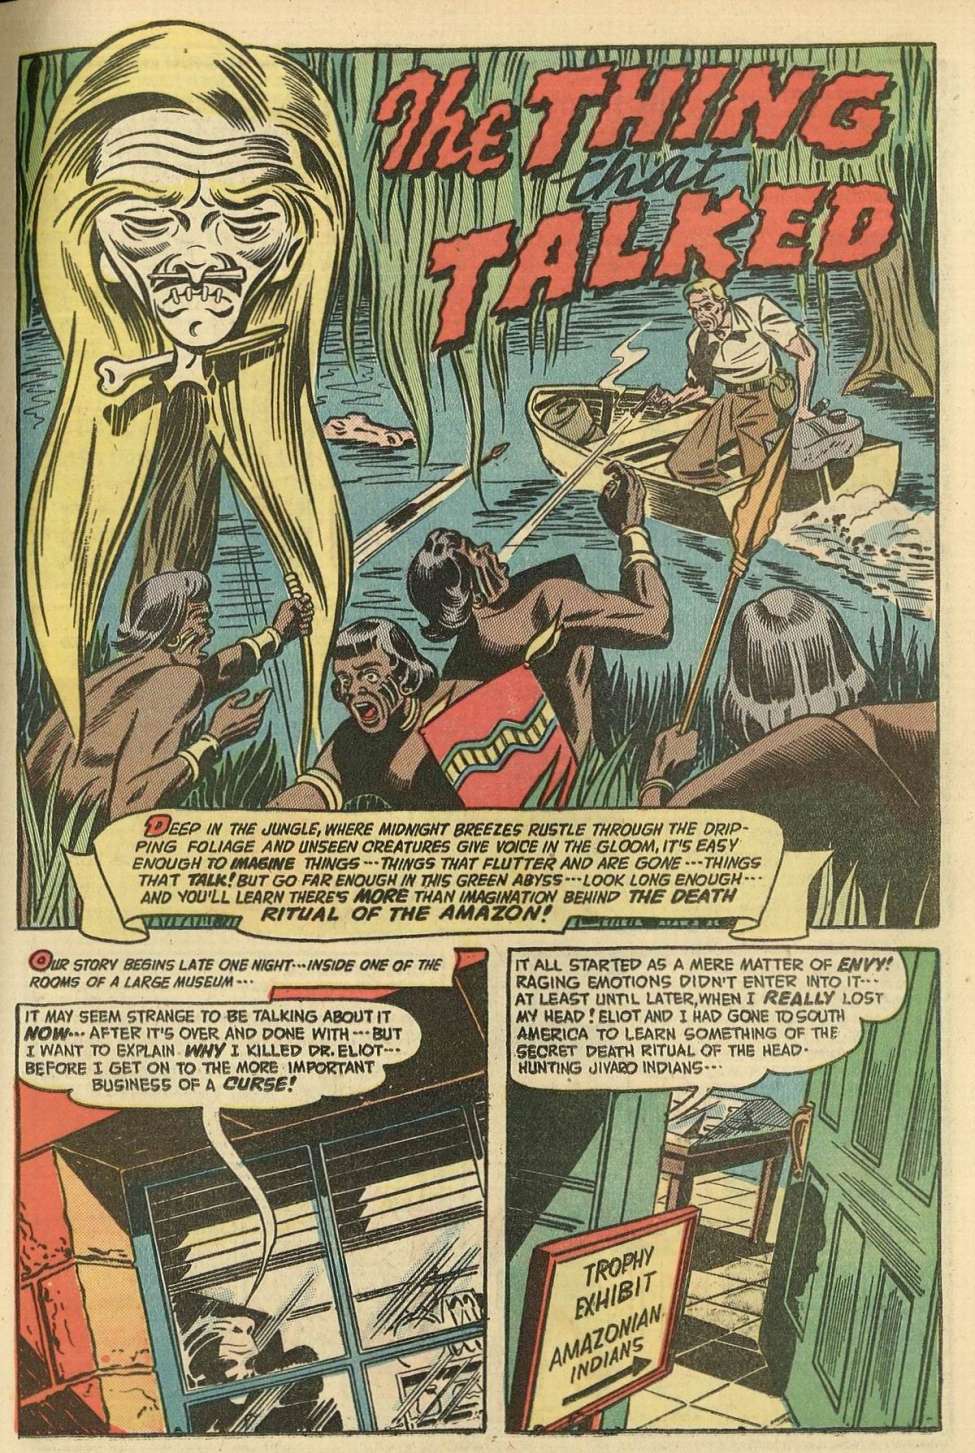 The THING
that
TALKED
DEEP IN THE JUNGLE, WHERE MIDNIGHT BREEZES RUSTLE THROUGH THE DRIP-
PING FOLIAGE AND UNSEEN CREATURES GIVE VOICE IN THE GLOOM, IT'S EASY
ENOUGH TO IMAGINE THINGS---THINGS THAT FLUTTER AND ARE GONE---THINGS
THAT TALK! BUT GO FAR ENOUGH IN THIS GREEN ABYSS---LOOK LONG ENOUGH---
AND YOU'LL LEARN THERE'S MORE THAN IMAGINATION BEHIND THE DEATH
RITUAL OF THE AMAZON!
OUR STORY BEGINS LATE ONE NIGHT---INSIDE ONE OF THE
ROOMS OF A LARGE MUSEUM---
IT MAY SEEM STRANGE TO BE TALKING ABOUT IT
NOW--- AFTER IT'S OVER AND DONE WITH---BUT
I WANT TO EXPLAIN WHY I KILLED DR. ELIOT---
BEFORE I GET ON TO THE MORE IMPORTANT
BUSINESS OF A CURSE!
IT ALL STARTED AS A MERE MATTER OF ENVY!
RAGING EMOTIONS DIDN'T ENTER INTO IT---
AT LEAST UNTIL LATER, WHEN I REALLY LOST
MY HEAD! ELIOT AND I HAD GONE TO SOUTH
AMERICA TO LEARN SOMETHING OF THE
SECRET DEATH RITUAL OF THE HEAD-
HUNTING JIVARO INDIANS---
TROPHY
EXHIBIT
AMAZONIAN
INDIANS